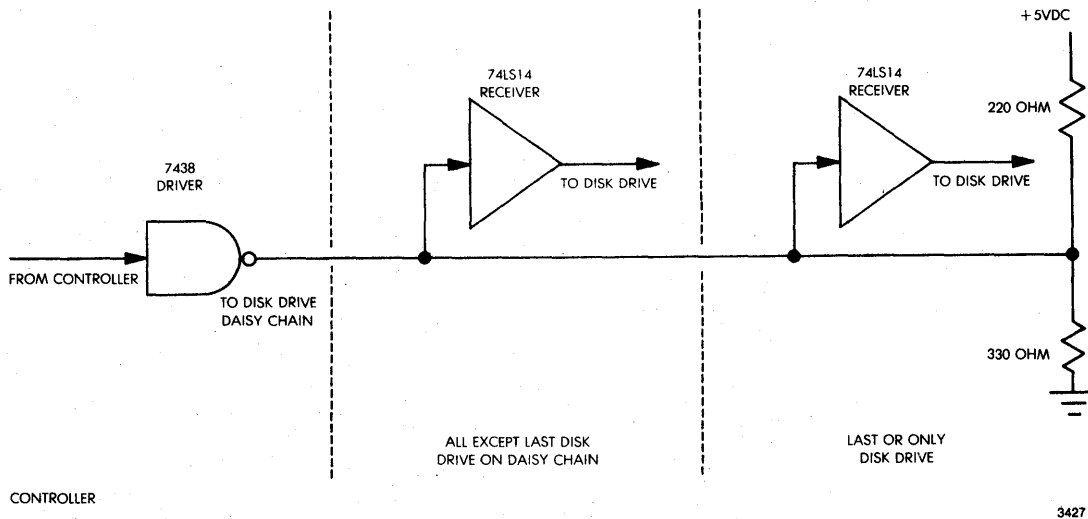 +5VDC
74LS14
RECEIVER
74LS14
RECEIVER
220 OHM
7438
DRIVER
TO DISK DRIVE
TO DISK DRIVE
FROM CONTROLLER
TO DISK DRIVE
DAISY CHAIN
330 OHM
ALL EXCEPT LAST DISK
DRIVE ON DAISY CHAIN
LAST OR ONLY
DISK DRIVE
CONTROLLER
3427